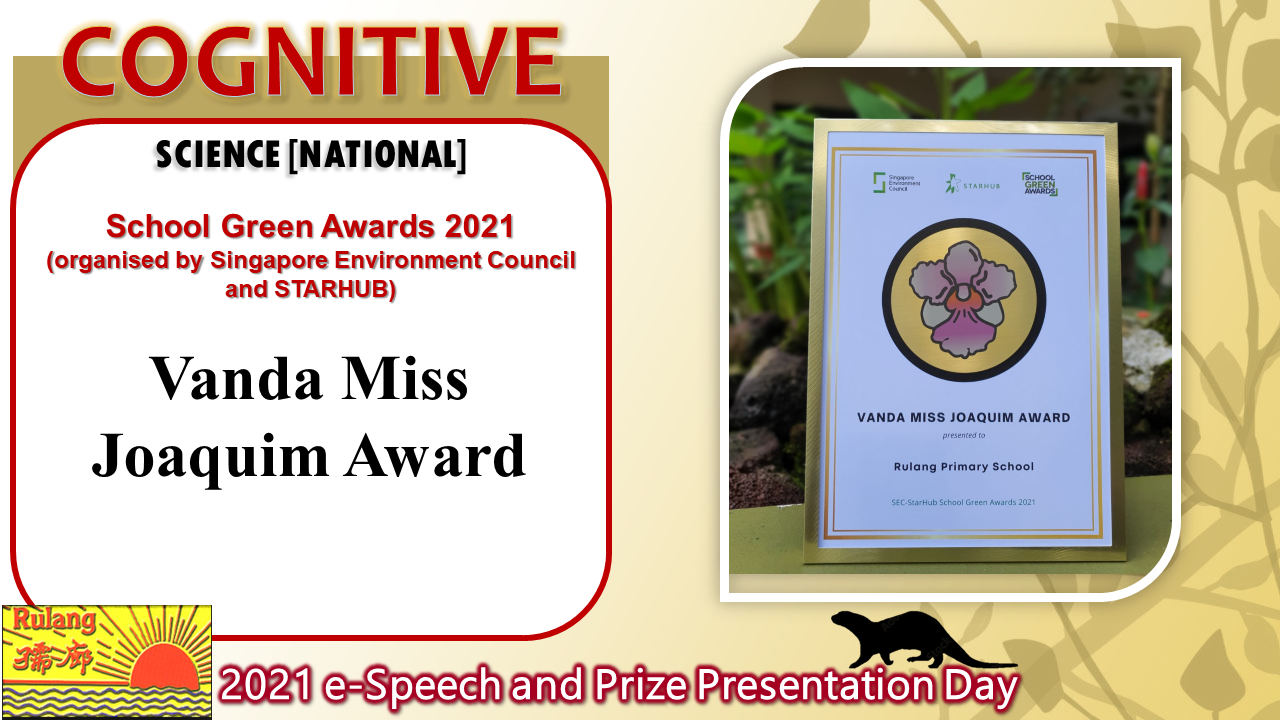 COGNITIVE
SCIENCE [NATIONAL]
School Green Awards 2021
(organised by Singapore Environment Council
and STARHUB)
Vanda Miss
Joaquim Award
Singapore
Environment
Council
STARHUB
SCHOOL
GREEN
AWARDS
VANDA MISS JOAQUIM AWARD
presented to
Rulang Primary School
SEC-StarHub School Green Awards 2021
Rulang
孺廊
2021 e-Speech and Prize Presentation Day